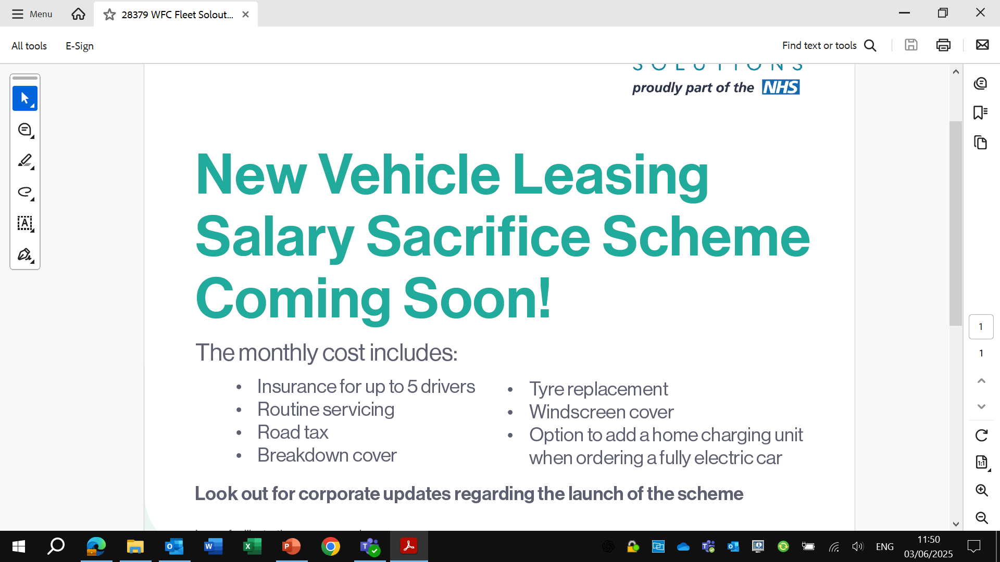 Menu
28379 WFC Fleet Solout...
All tools
E-Sign
Find text or tools
SOLUTIONS
proudly part of the NHS
New Vehicle Leasing
Salary Sacrifice Scheme
Coming Soon!
The monthly cost includes:
• Insurance for up to 5 drivers
• Routine servicing
• Road tax
• Breakdown cover
• Tyre replacement
• Windscreen cover
• Option to add a home charging unit
when ordering a fully electric car
Look out for corporate updates regarding the launch of the scheme
1
1
ENG
11:50
03/06/2025